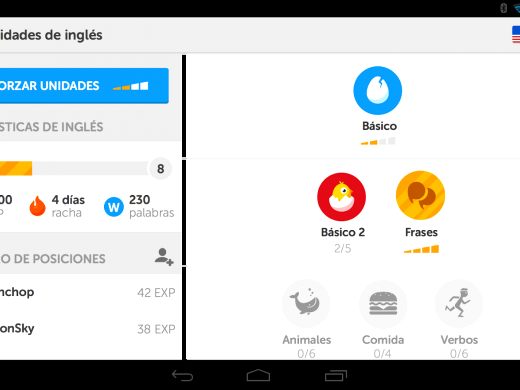 idades de inglés
ORZAR UNIDADES
STICAS DE INGLÉS
8
00
P
4 días
racha
W
230
palabras
O DE POSICIONES
nchop
42 EXP
onSky
38 EXP
Básico
Básico 2
2/5
Frases
Animales
0/6
Comida
0/4
Verbos
0/6